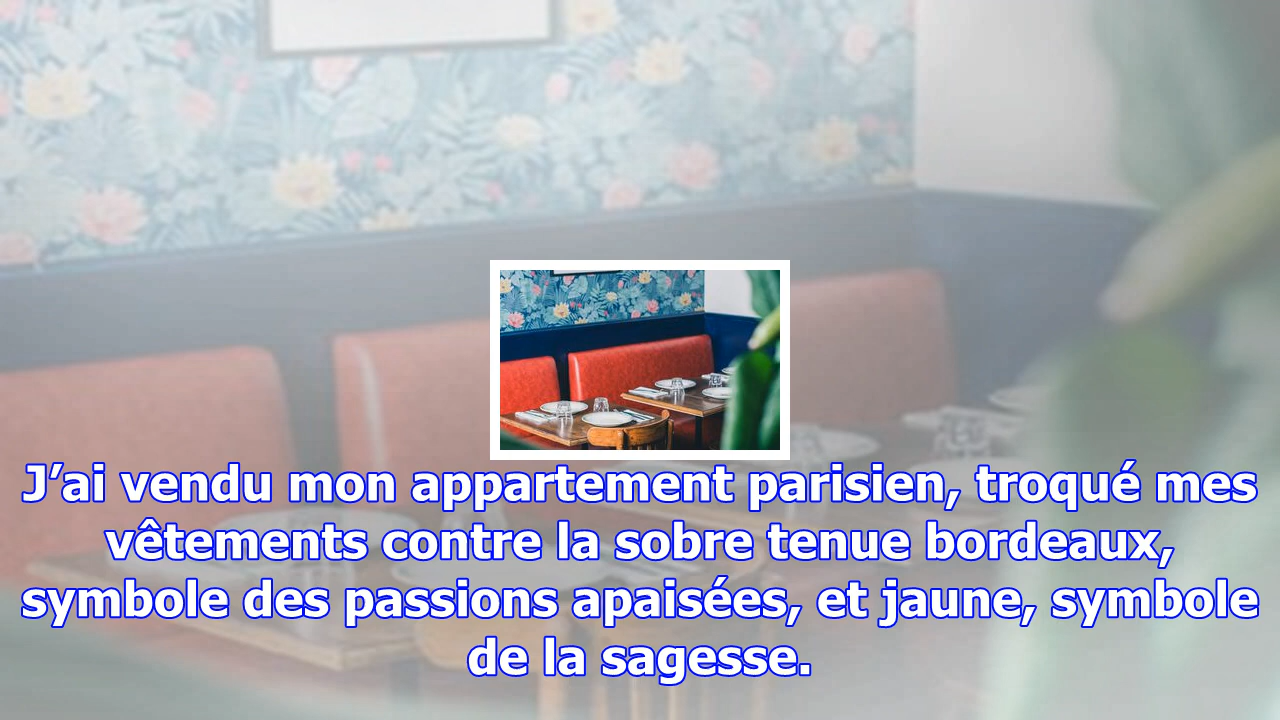 J’ai vendu mon appartement parisien, troqué mes
vêtements contre la sobre tenue bordeaux,
symbole des passions apaisées, et jaune, symbole
de la sagesse.